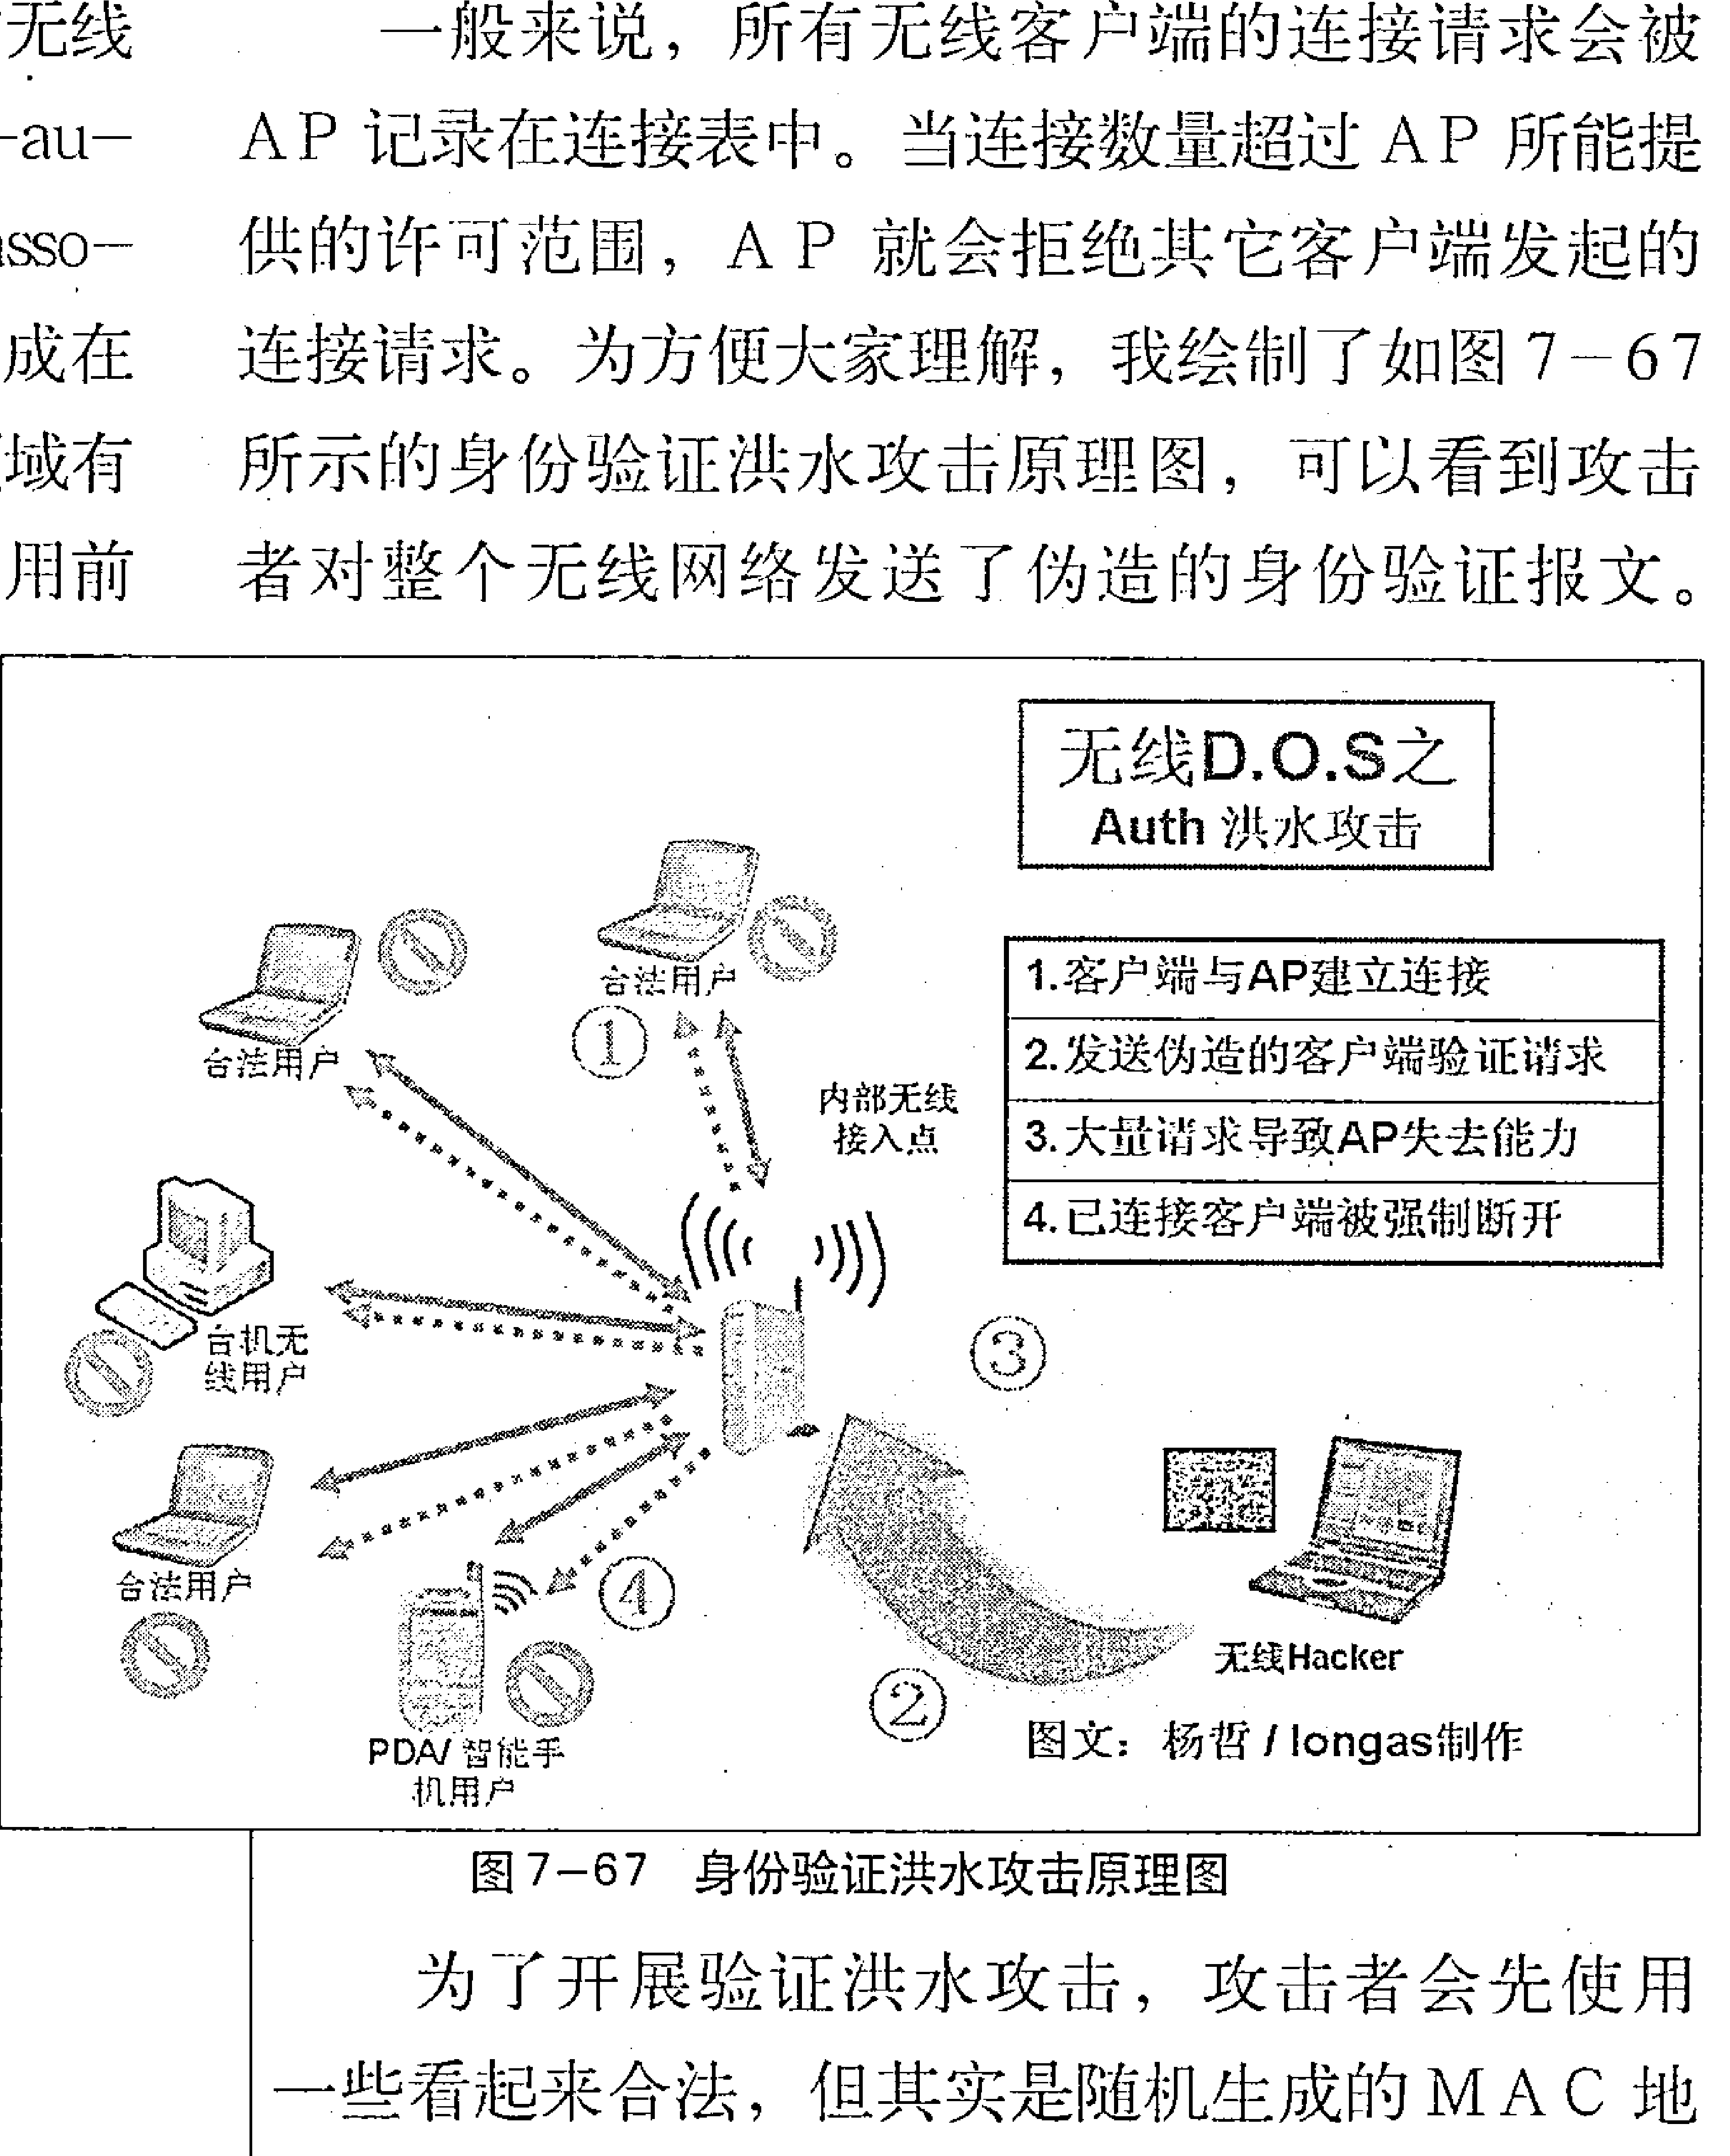 无线
-au-
asso-
成在
域有
用前
一般来说，所有无线客户端的连接请求会被
AP 记录在连接表中。当连接数量超过 AP 所能提
供的许可范围，AP 就会拒绝其它客户端发起的
连接请求。为方便大家理解，我绘制了如图 7-67
所示的身份验证洪水攻击原理图，可以看到攻击
者对整个无线网络发送了伪造的身份验证报文。
无线D.O.S之
Auth 洪水攻击
合法用户
合法用户
①
内部无线
接入点
1.客户端与AP建立连接
2.发送伪造的客户端验证请求
3.大量请求导致AP失去能力
4.已连接客户端被强制断开
台机无
线用户
③
合法用户
④
PDA/ 智能手
机用户
②
无线Hacker
图文：杨哲 / longas制作
图 7-67 身份验证洪水攻击原理图
为了开展验证洪水攻击，攻击者会先使用
一些看起来合法，但其实是随机生成的 MAC 地